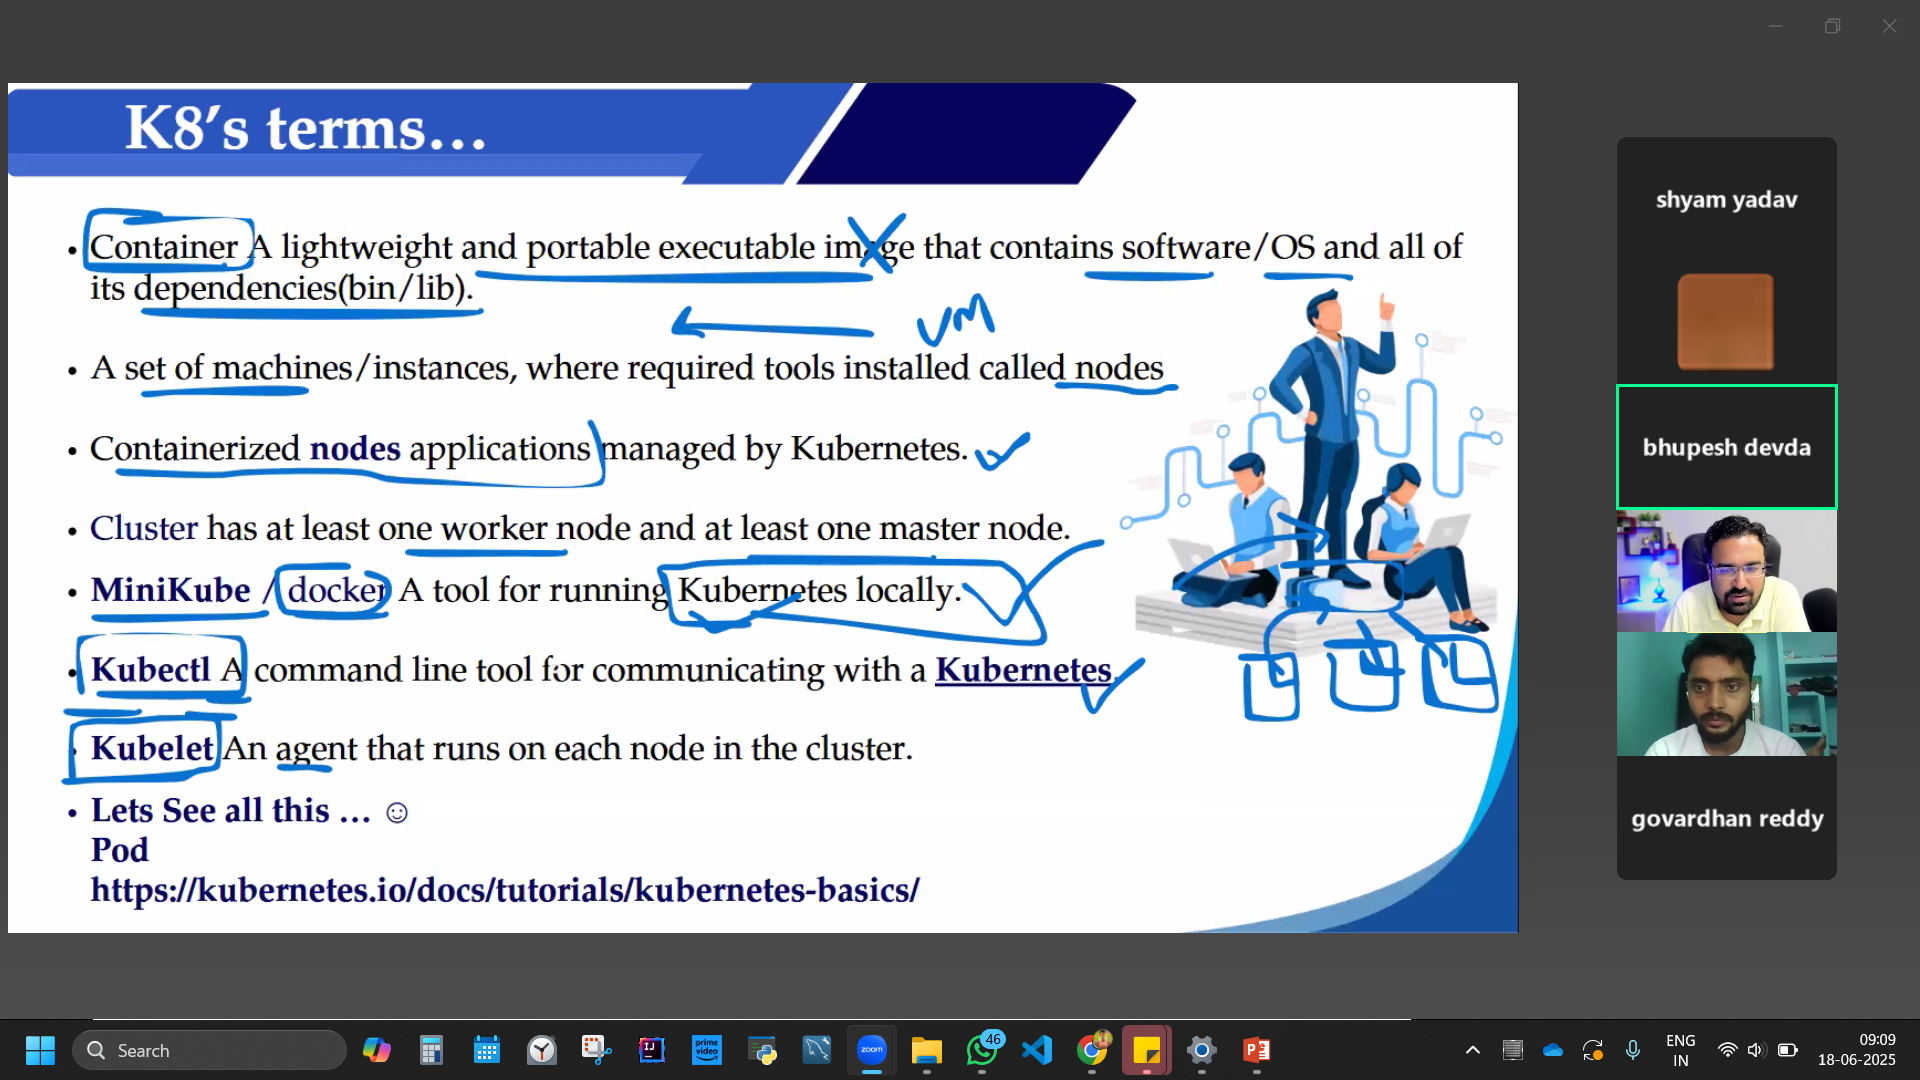 K8's terms…
• Container A lightweight and portable executable image that contains software/OS and all of
its dependencies(bin/lib).
VM
• A set of machines/instances, where required tools installed called nodes
• Containerized nodes applications managed by Kubernetes.
• Cluster has at least one worker node and at least one master node.
• MiniKube / docker A tool for running Kubernetes locally.
• Kubectl A command line tool for communicating with a Kubernetes
• Kubelet An agent that runs on each node in the cluster.
• Lets See all this … ☺
Pod
https://kubernetes.io/docs/tutorials/kubernetes-basics/
shyam yadav
bhupesh devda
govardhan reddy
Search
IJ
prime video
zoom
46
P
ENG
IN
09:09
18-06-2025